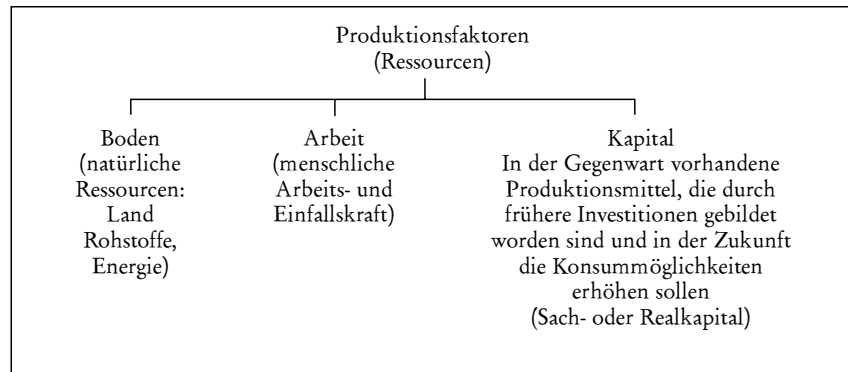 Produktionsfaktoren
(Ressourcen)
Boden
(natürliche
Ressourcen:
Land
Rohstoffe,
Energie)
Arbeit
(menschliche
Arbeits- und
Einfallskraft)
Kapital
In der Gegenwart vorhandene
Produktionsmittel, die durch
frühere Investitionen gebildet
worden sind und in der Zukunft
die Konsummöglichkeiten
erhöhen sollen
(Sach- oder Realkapital)